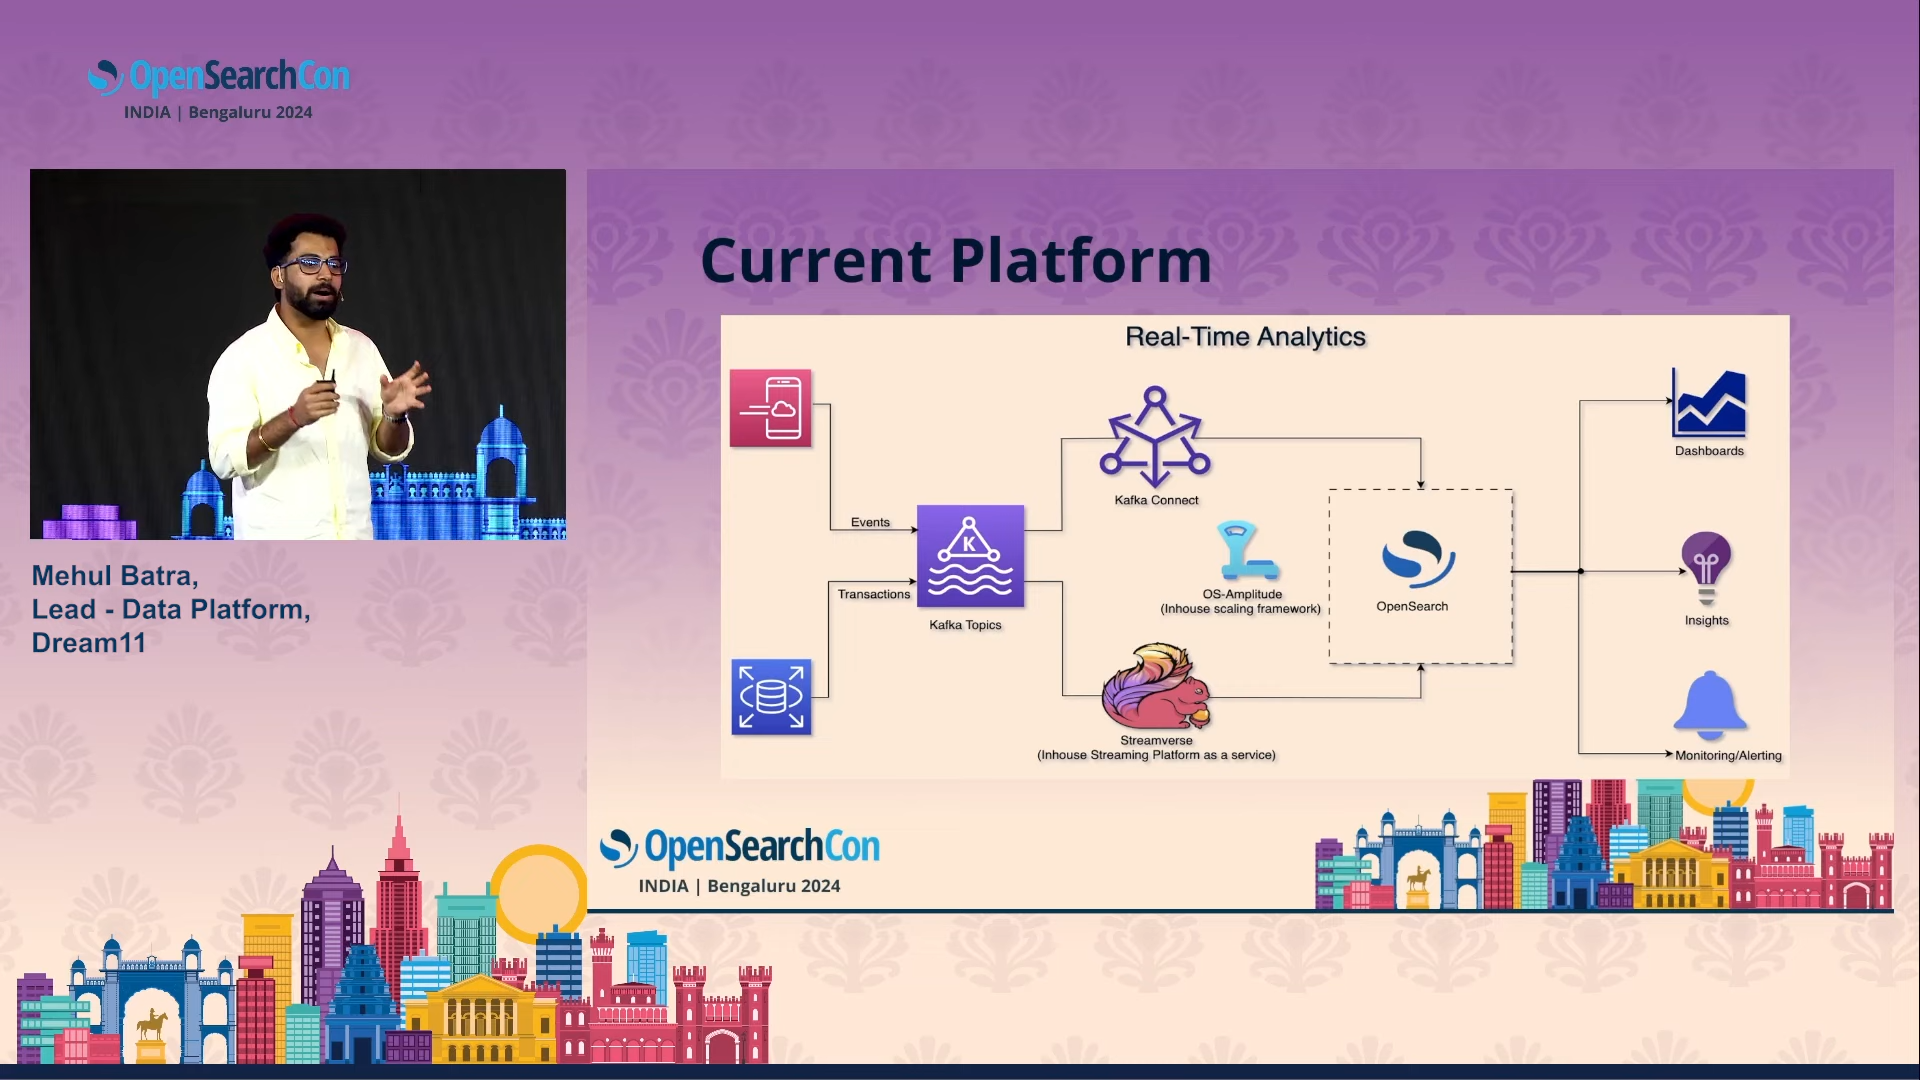 OpenSearchCon
INDIA | Bengaluru 2024
Mehul Batra,
Lead - Data Platform,
Dream11
Current Platform
Real-Time Analytics
Events
Transactions
K
Kafka Topics
Kafka Connect
OS-Amplitude
(Inhouse scaling framework)
Streamverse
(Inhouse Streaming Platform as a service)
OpenSearch
Dashboards
Insights
Monitoring/Alerting
OpenSearchCon
INDIA | Bengaluru 2024